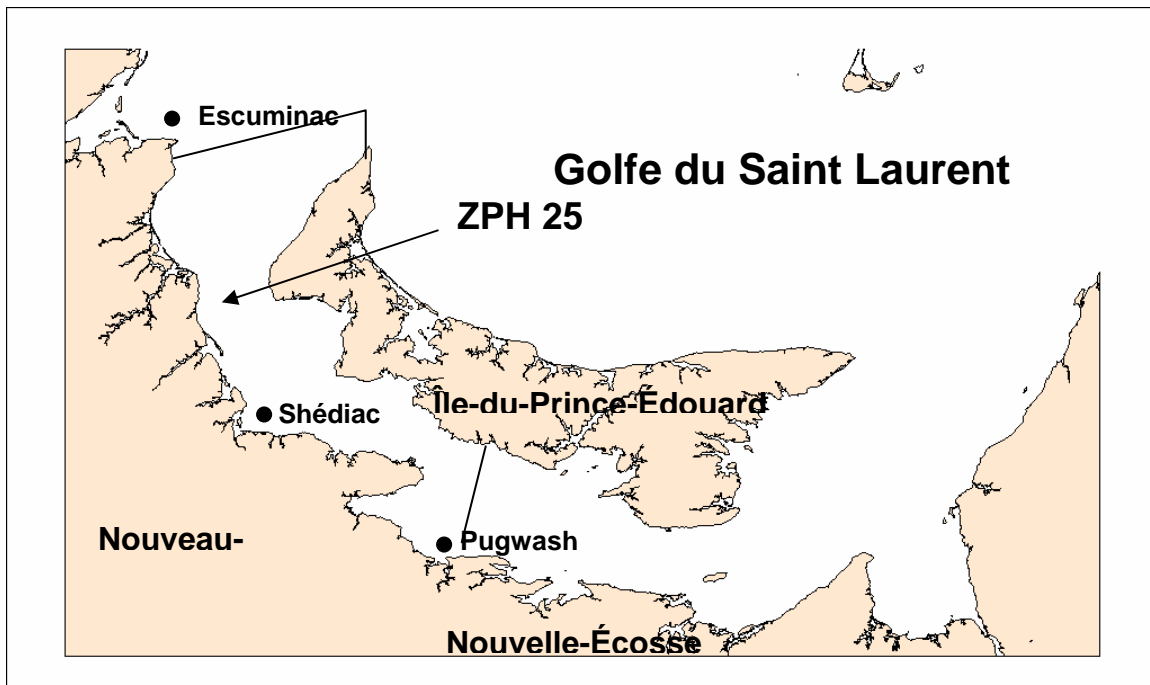 Escuminac
Golfe du Saint Laurent
ZPH 25
Île-du-Prince-Édouard
Shédiac
Nouveau-
Pugwash
Nouvelle-Écosse